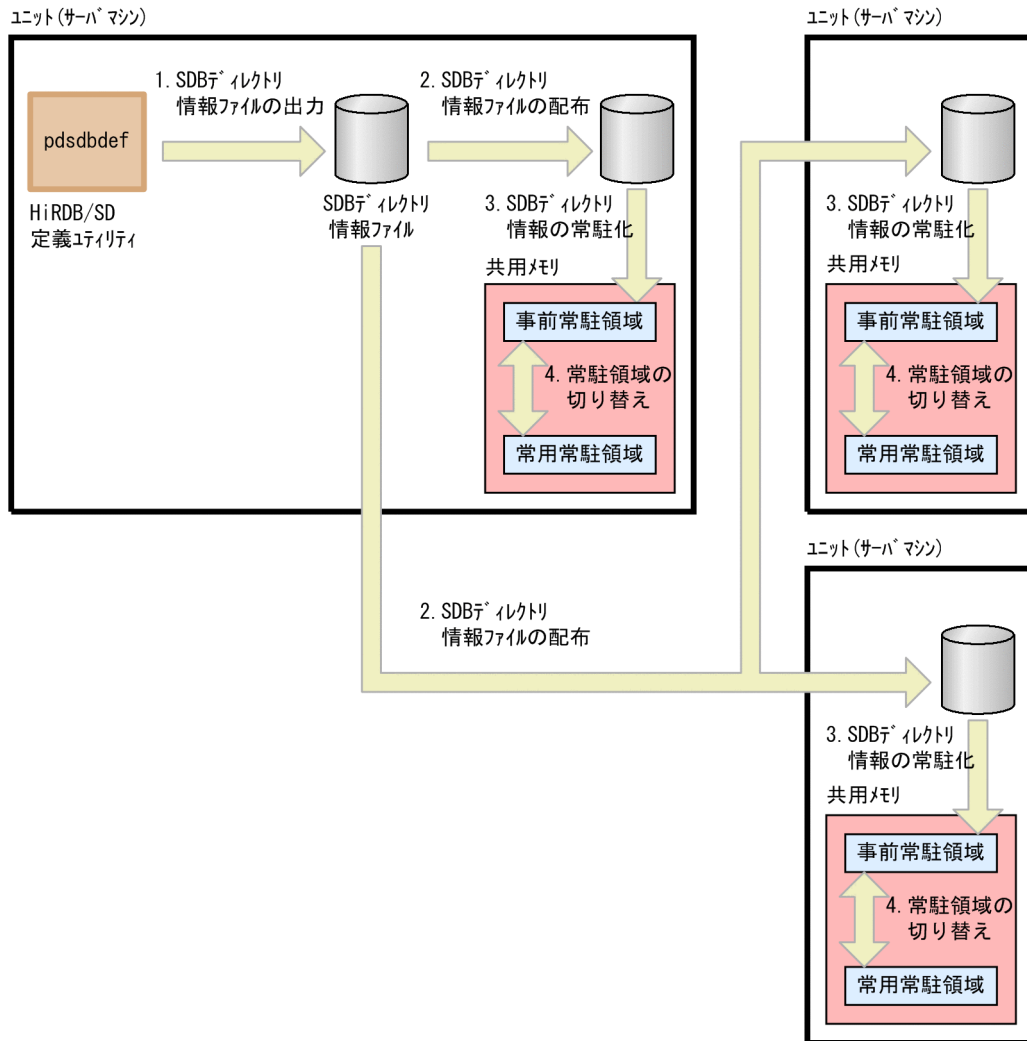 ユニット(サーバマシン)
pdsdbdef
HiRDB/SD
定義ユティリティ
1. SDBディレクトリ
情報ファイルの出力
SDBディレクトリ
情報ファイル
2. SDBディレクトリ
情報ファイルの配布
3. SDBディレクトリ
情報の常駐化
共用メモリ
事前常駐領域
4. 常駐領域の
切り替え
常用常駐領域
2. SDBディレクトリ
情報ファイルの配布
ユニット(サーバマシン)
3. SDBディレクトリ
情報の常駐化
共用メモリ
事前常駐領域
4. 常駐領域の
切り替え
常用常駐領域
ユニット(サーバマシン)
3. SDBディレクトリ
情報の常駐化
共用メモリ
事前常駐領域
4. 常駐領域の
切り替え
常用常駐領域